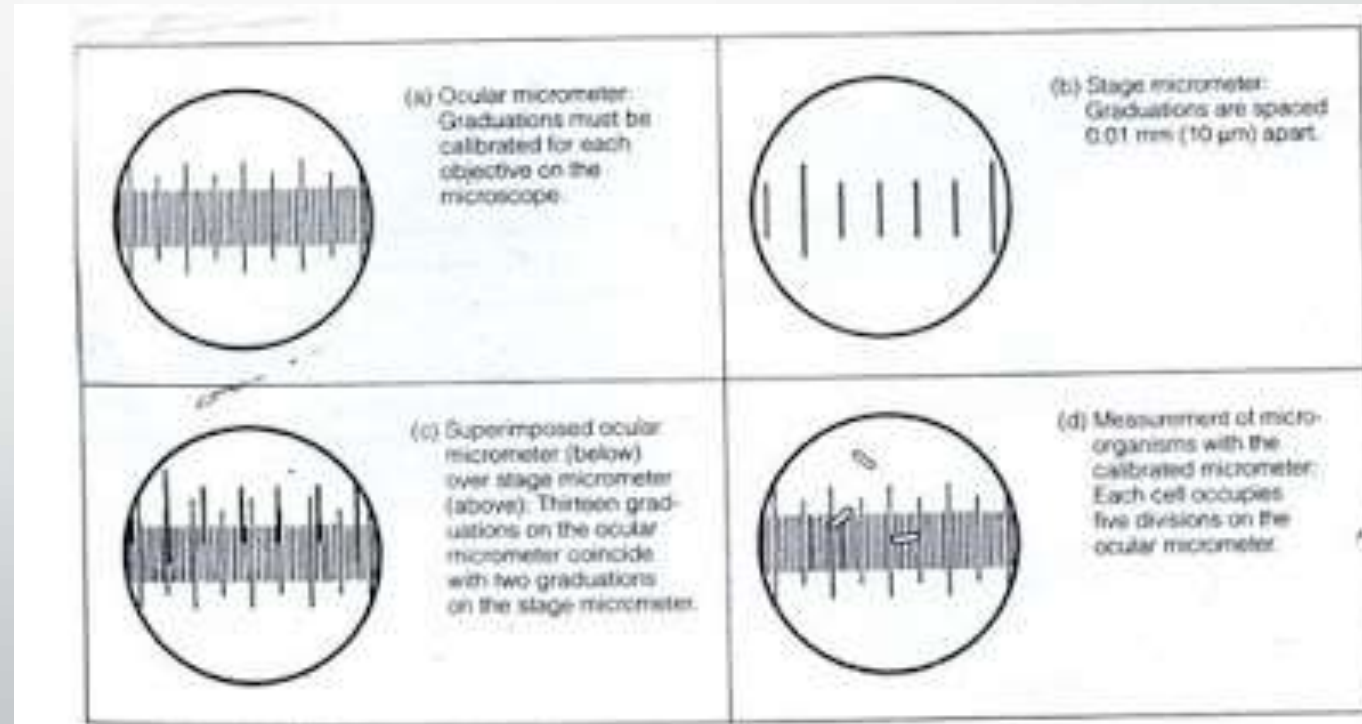 (a) Ocular micrometer:
Graduations must be
calibrated for each
objective on the
microscope.
(b) Stage micrometer:
Graduations are spaced
0.01 mm (10 µm) apart.
(c) Superimposed ocular
micrometer (below)
over stage micrometer
(above): Thirteen grad-
uations on the ocular
micrometer coincide
with two graduations
on the stage micrometer.
(d) Measurement of micro-
organisms with the
calibrated micrometer:
Each cell occupies
five divisions on the
ocular micrometer.